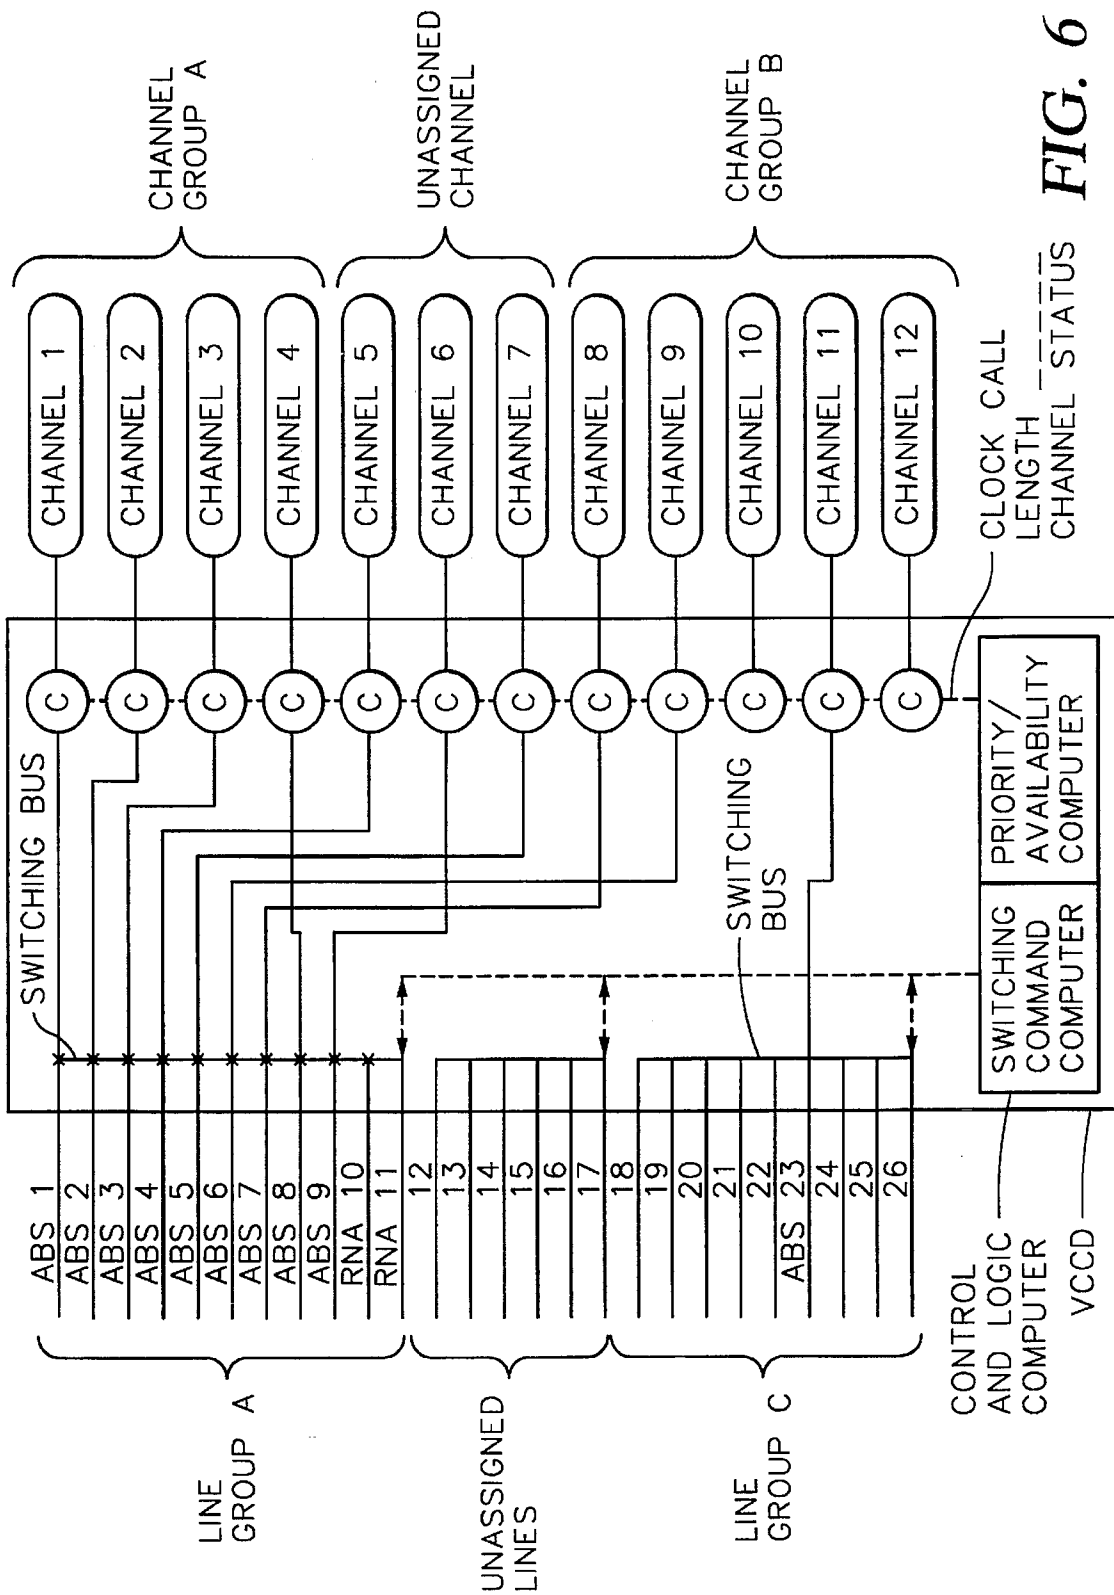 LINE
GROUP A
UNASSIGNED
LINES
LINE
GROUP C
ABS 1
ABS 2
ABS 3
ABS 4
ABS 5
ABS 6
ABS 7
ABS 8
ABS 9
RNA 10
RNA 11
12
13
14
15
16
17
18
19
20
21
22
ABS 23
24
25
26
SWITCHING BUS
SWITCHING
BUS
C
C
C
C
C
C
C
C
C
C
C
C
CHANNEL 1
CHANNEL 2
CHANNEL 3
CHANNEL 4
CHANNEL 5
CHANNEL 6
CHANNEL 7
CHANNEL 8
CHANNEL 9
CHANNEL 10
CHANNEL 11
CHANNEL 12
CHANNEL
GROUP A
UNASSIGNED
CHANNEL
CHANNEL
GROUP B
CONTROL
AND LOGIC
COMPUTER
VCCD
SWITCHING
COMMAND
COMPUTER
PRIORITY/
AVAILABILITY
COMPUTER
CLOCK CALL
LENGTH
CHANNEL STATUS
FIG. 6